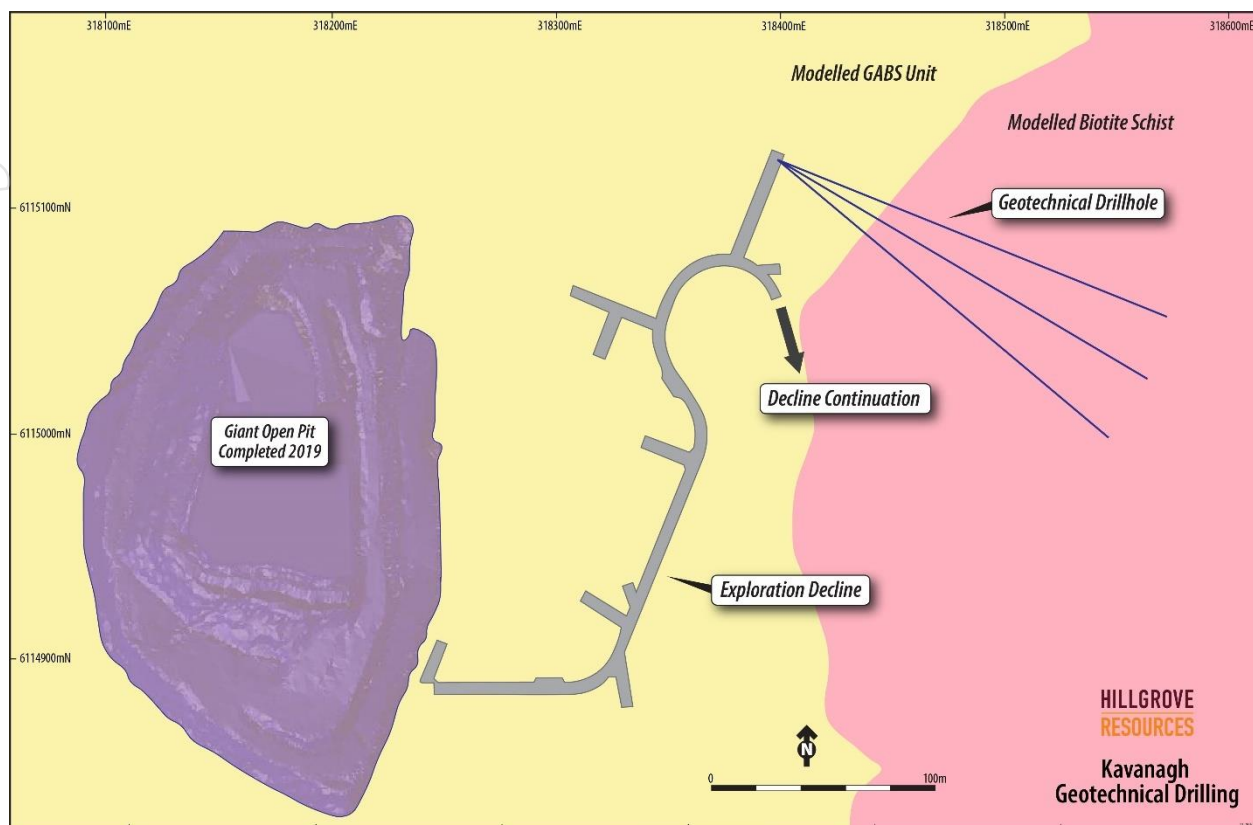 318100mE
318200mE
318300mE
318400mE
318500mE
318600mE
Modelled GABS Unit
Modelled Biotite Schist
6115100mN
Geotechnical Drillhole
Decline Continuation
Giant Open Pit
Completed 2019
6115000mN
Exploration Decline
6114900mN
HILLGROVE
RESOURCES
N
0
100m
Kavanagh
Geotechnical Drilling